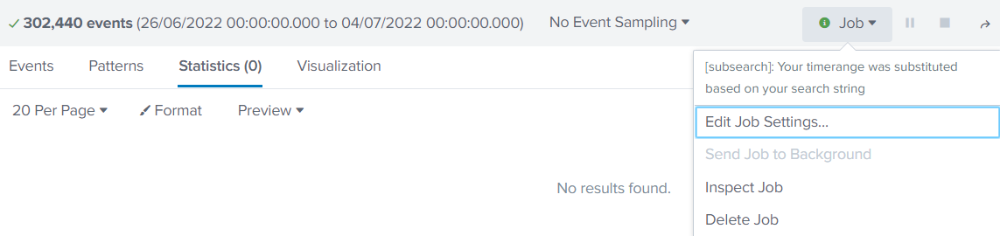 ✓ 302,440 events (26/06/2022 00:00:00.000 to 04/07/2022 00:00:00.000) No Event Sampling Job
Events Patterns Statistics (0) Visualization
[subsearch]: Your timerange was substituted
based on your search string
20 Per Page Format Preview
Edit Job Settings...
Send Job to Background
No results found.
Inspect Job
Delete Job